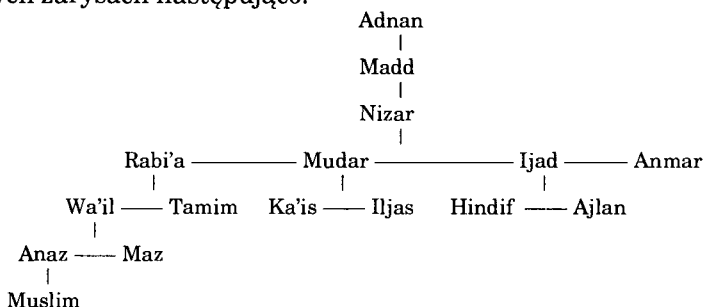 ych zarysach następująco:
Adnan
Madd
Nizar
Rabi'a Mudar Ijad Anmar
Wa'il Tamim Ka'is Iljas Hindif Ajlan
Anaz Maz
Muslim